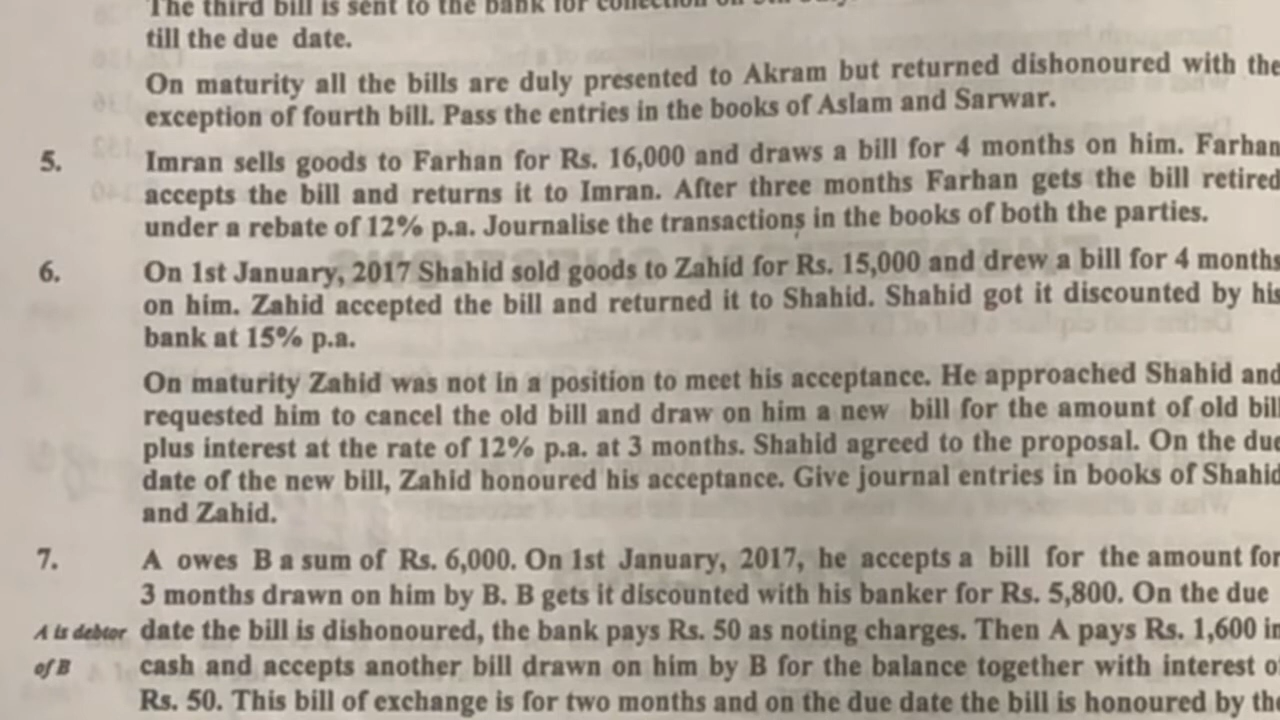 The third bill is sent to the bank for collection on
till the due date.
On maturity all the bills are duly presented to Akram but returned dishonoured with the
exception of fourth bill. Pass the entries in the books of Aslam and Sarwar.
5. Imran sells goods to Farhan for Rs. 16,000 and draws a bill for 4 months on him. Farhan
accepts the bill and returns it to Imran. After three months Farhan gets the bill retired
under a rebate of 12% p.a. Journalise the transactions in the books of both the parties.
6. On 1st January, 2017 Shahid sold goods to Zahid for Rs. 15,000 and drew a bill for 4 months
on him. Zahid accepted the bill and returned it to Shahid. Shahid got it discounted by his
bank at 15% p.a.
On maturity Zahid was not in a position to meet his acceptance. He approached Shahid and
requested him to cancel the old bill and draw on him a new bill for the amount of old bill
plus interest at the rate of 12% p.a. at 3 months. Shahid agreed to the proposal. On the due
date of the new bill, Zahid honoured his acceptance. Give journal entries in books of Shahid
and Zahid.
7. A owes B a sum of Rs. 6,000. On 1st January, 2017, he accepts a bill for the amount for
3 months drawn on him by B. B gets it discounted with his banker for Rs. 5,800. On the due
A is debtor date the bill is dishonoured, the bank pays Rs. 50 as noting charges. Then A pays Rs. 1,600 in
of B cash and accepts another bill drawn on him by B for the balance together with interest of
Rs. 50. This bill of exchange is for two months and on the due date the bill is honoured by the